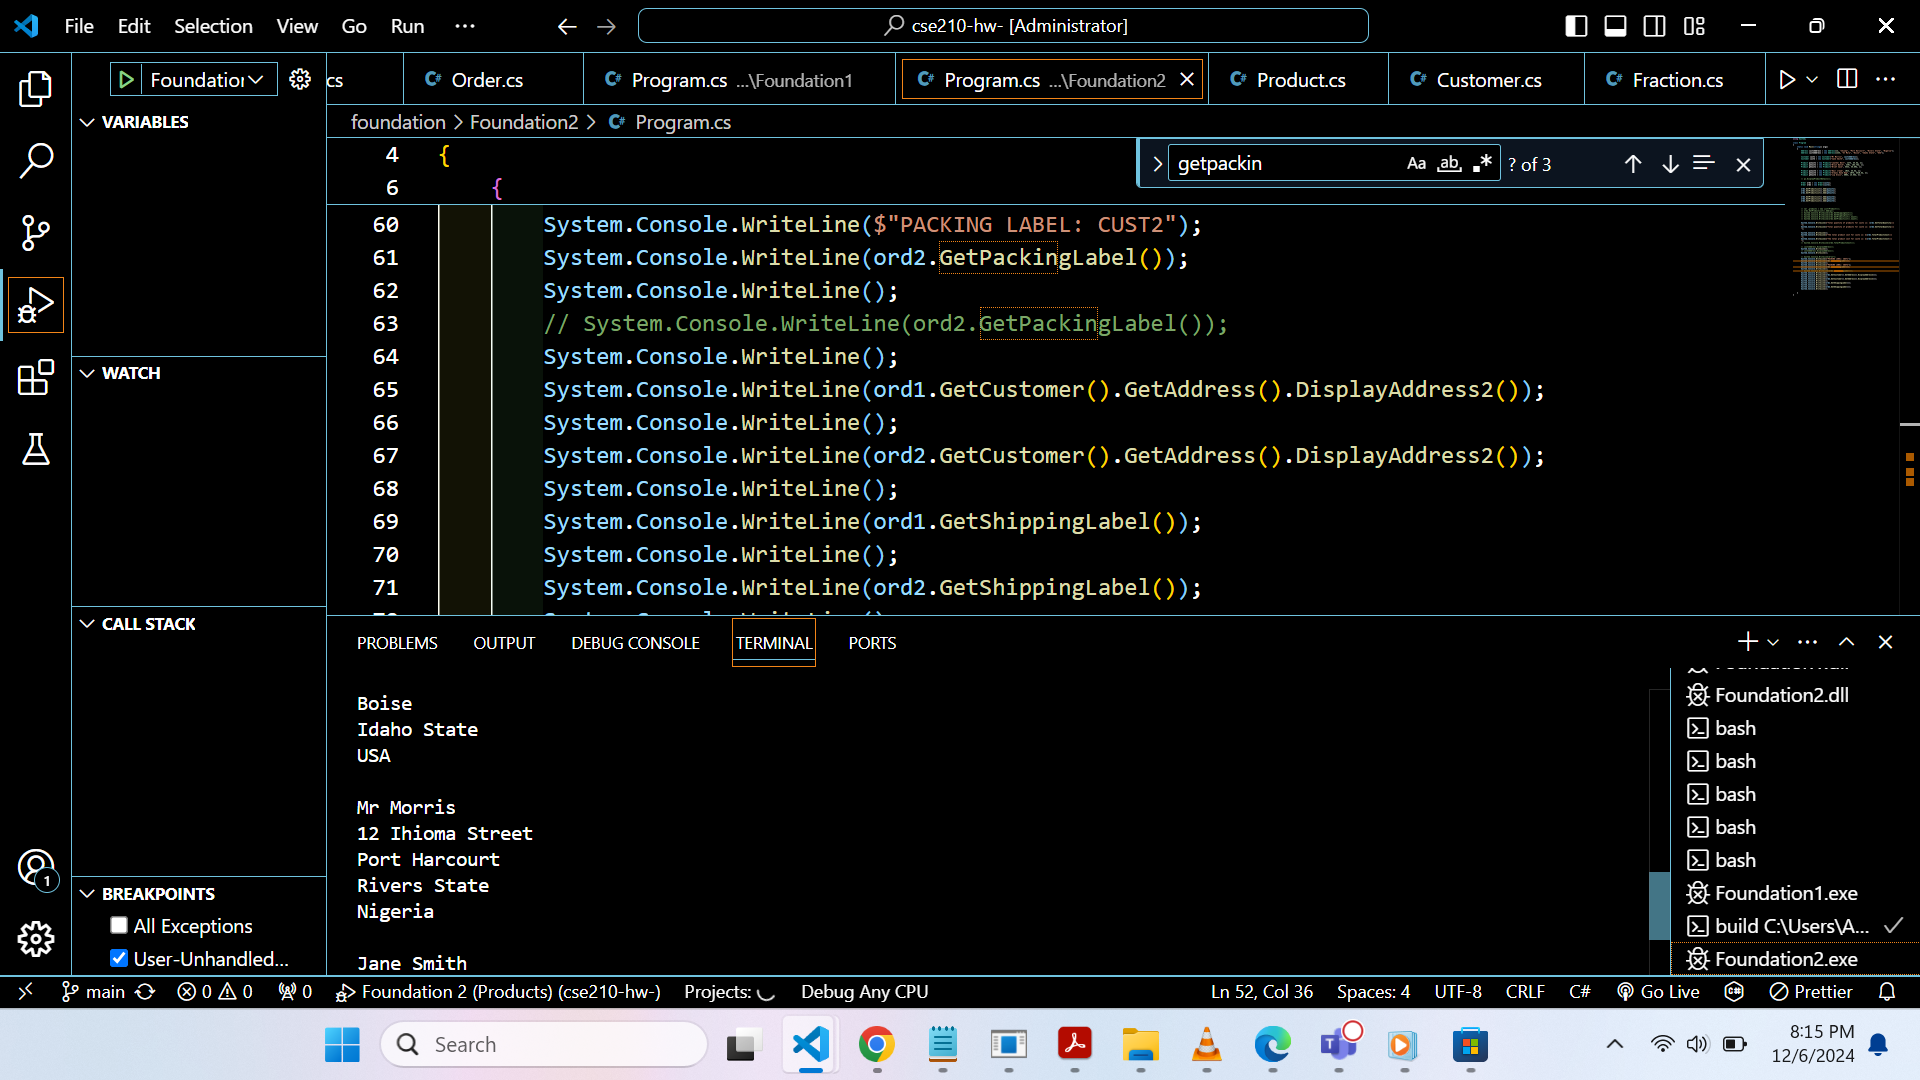 File Edit Selection View Go Run ···
cse210-hw- [Administrator]
cs
Order.cs
Program.cs ...\Foundation1
Program.cs ...\Foundation2
Product.cs
Customer.cs
Fraction.cs
foundation > Foundation2 > Program.cs
getpackin
Aa ab .* ? of 3
4 {
6 {
60 System.Console.WriteLine($"PACKING LABEL: CUST2");
61 System.Console.WriteLine(ord2.GetPackingLabel());
62 System.Console.WriteLine();
63 // System.Console.WriteLine(ord2.GetPackingLabel());
64 System.Console.WriteLine();
65 System.Console.WriteLine(ord1.GetCustomer().GetAddress().DisplayAddress2());
66 System.Console.WriteLine();
67 System.Console.WriteLine(ord2.GetCustomer().GetAddress().DisplayAddress2());
68 System.Console.WriteLine();
69 System.Console.WriteLine(ord1.GetShippingLabel());
70 System.Console.WriteLine();
71 System.Console.WriteLine(ord2.GetShippingLabel());
VARIABLES
WATCH
CALL STACK
BREAKPOINTS
All Exceptions
User-Unhandled...
1
PROBLEMS OUTPUT DEBUG CONSOLE TERMINAL PORTS
Boise
Idaho State
USA
Mr Morris
12 Ihioma Street
Port Harcourt
Rivers State
Nigeria
Jane Smith
Foundation2.dll
bash
bash
bash
bash
bash
Foundation1.exe
build C:\Users\A...
Foundation2.exe
main 0 0 0 Foundation 2 (Products) (cse210-hw-) Projects: Debug Any CPU Ln 52, Col 36 Spaces: 4 UTF-8 CRLF C# Go Live Prettier
Search
8:15 PM
12/6/2024